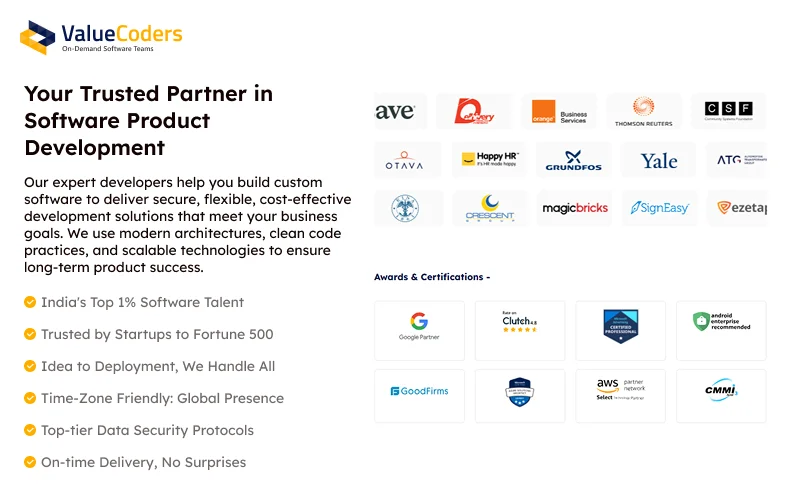 ValueCoders
On-Demand Software Teams
Your Trusted Partner in
Software Product
Development
Our expert developers help you build custom
software to deliver secure, flexible, cost-effective
development solutions that meet your business
goals. We use modern architectures, clean code
practices, and scalable technologies to ensure
long-term product success.
India's Top 1% Software Talent
Trusted by Startups to Fortune 500
Idea to Deployment, We Handle All
Time-Zone Friendly: Global Presence
Top-tier Data Security Protocols
On-time Delivery, No Surprises
ave
orange
Business
Services
THOMSON REUTERS
CSF
Community Systems Foundation
OTAVA
Happy HR
It's HR made happy
GRUNDFOS
Yale
ATG
CRESCENT
GROUP
magicbricks
SignEasy
ezetap
Awards & Certifications -
Google Partner
Rate on
Clutch 4.8
CERTIFIED
PROFESSIONAL
android
enterprise
recommended
GoodFirms
aws partner
network
Select Technology Partner
CMMI